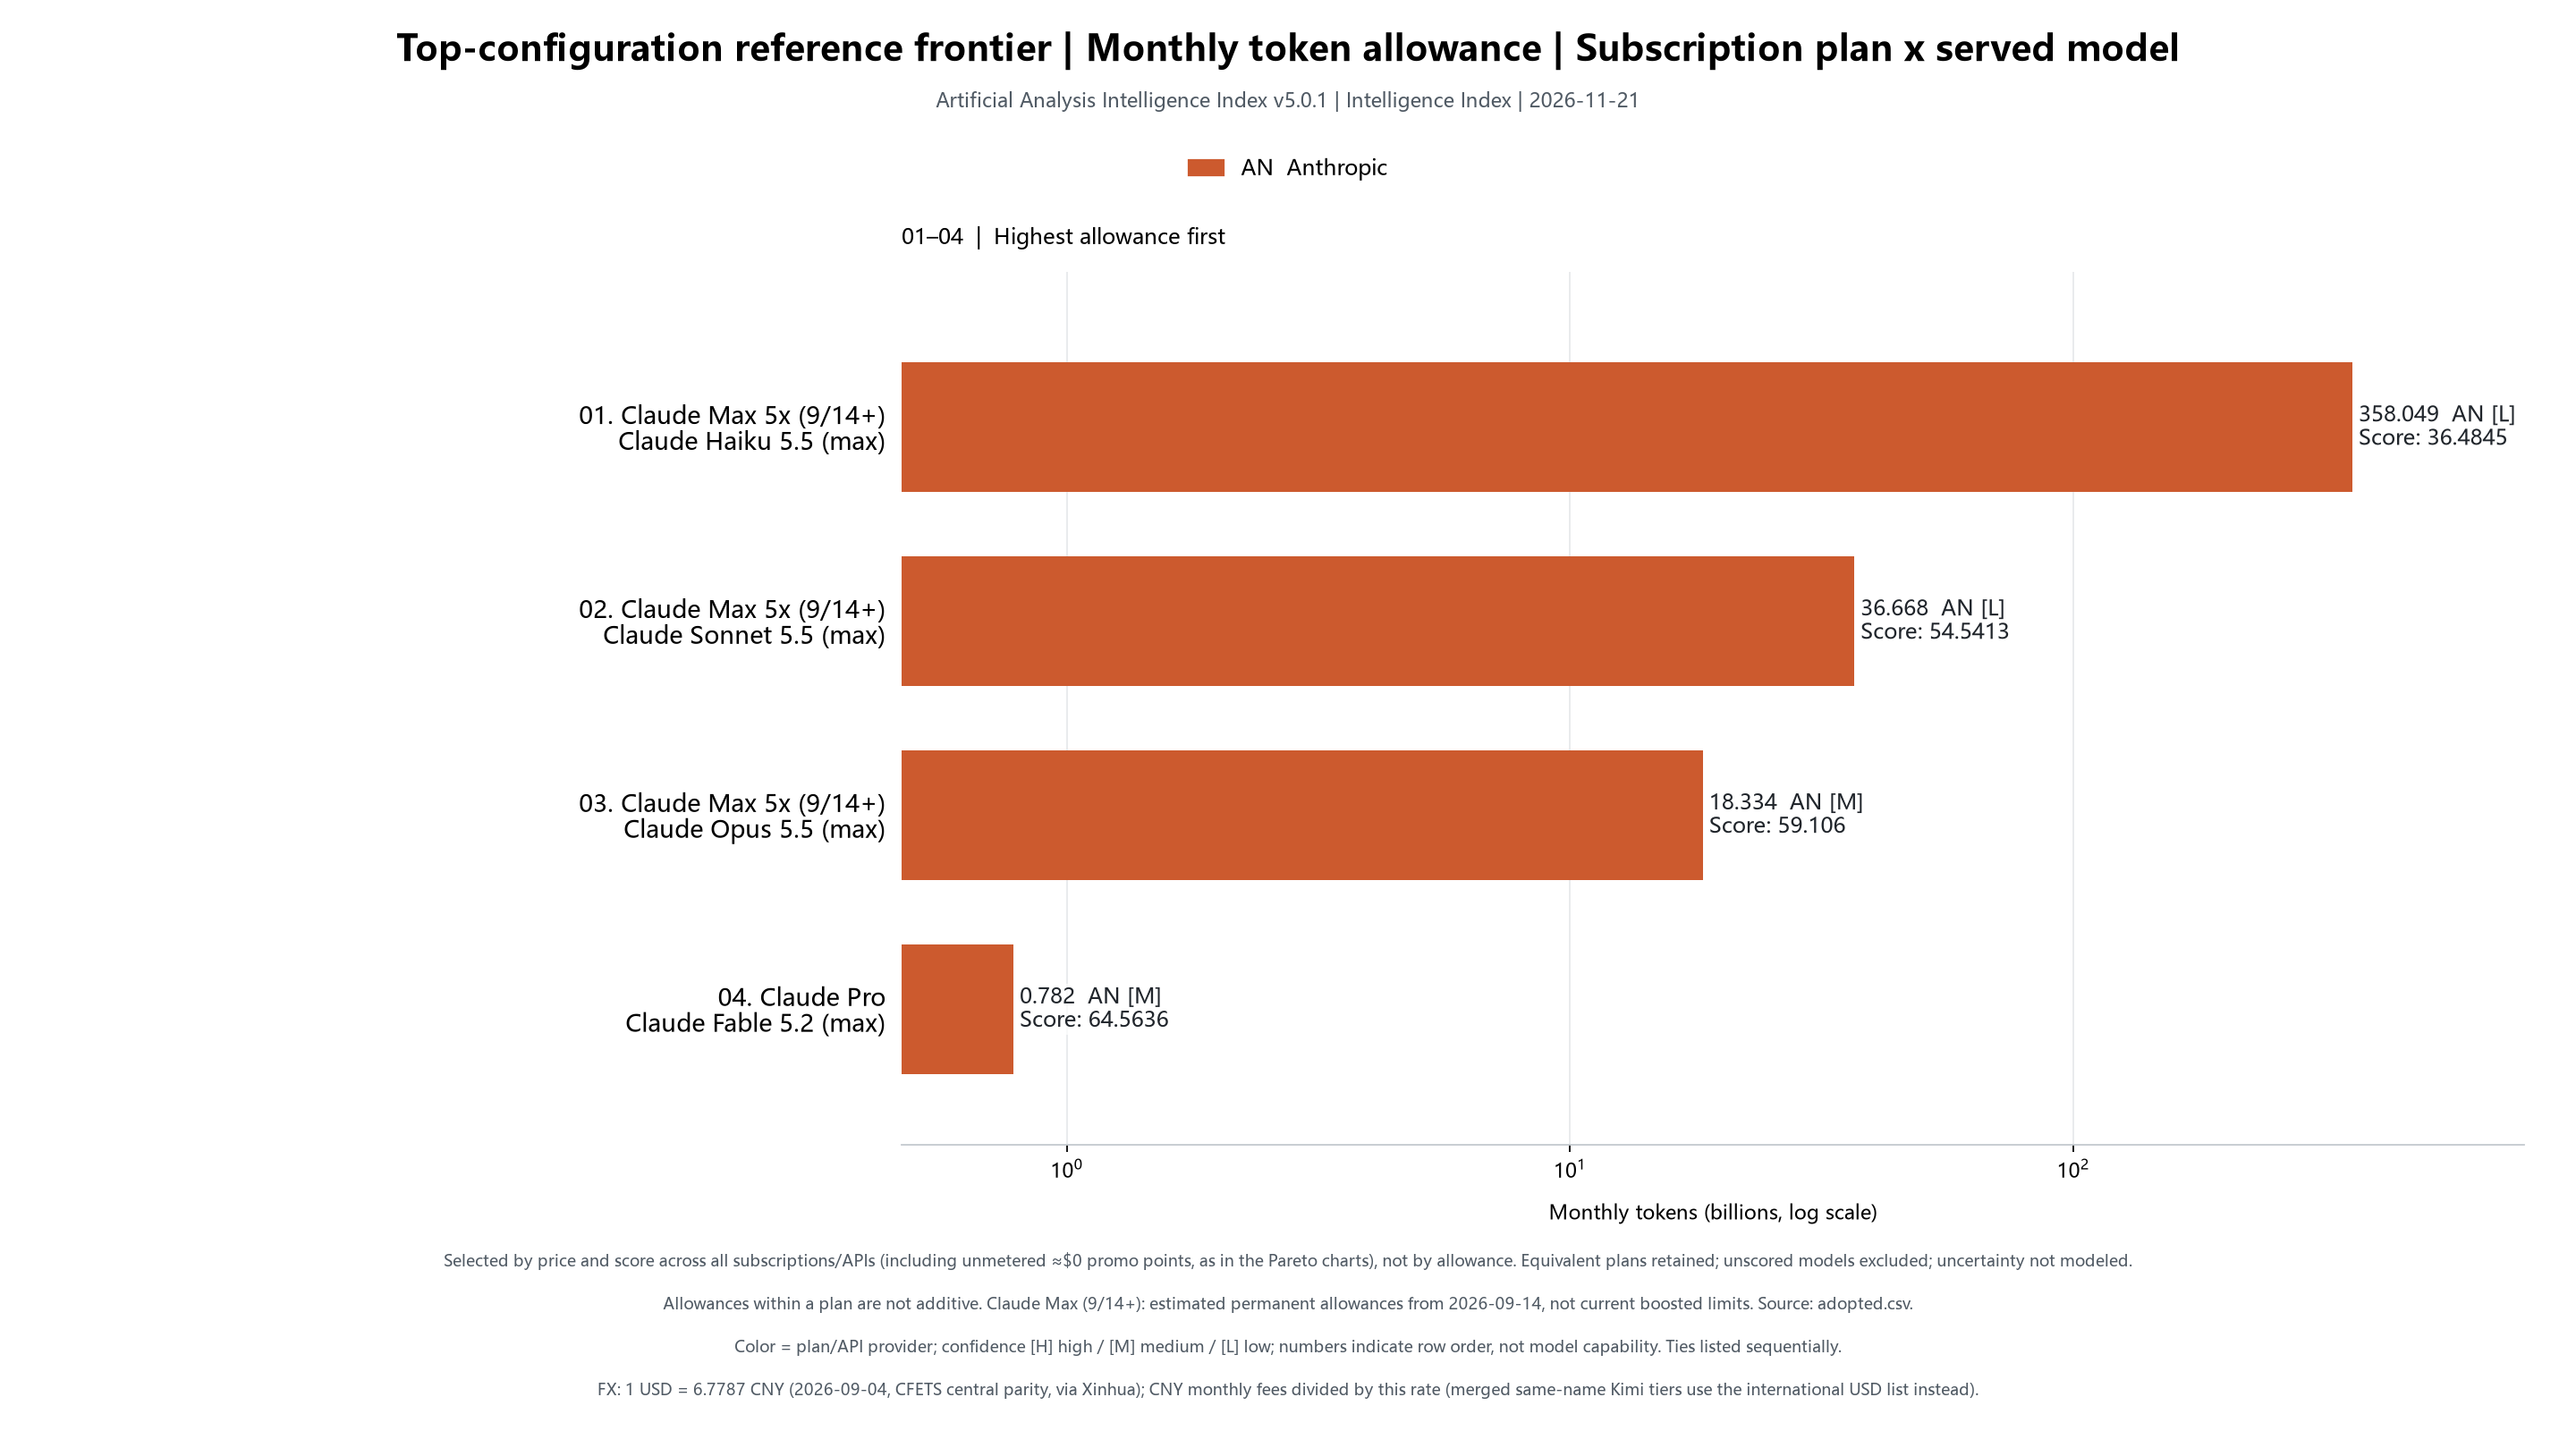 Top-configuration reference frontier | Monthly token allowance | Subscription plan x served model
Artificial Analysis Intelligence Index v5.0.1 | Intelligence Index | 2026-11-21
AN  Anthropic
01–04  |  Highest allowance first
01. Claude Max 5x (9/14+)
Claude Haiku 5.5 (max)
358.049  AN [L]
Score: 36.4845
02. Claude Max 5x (9/14+)
Claude Sonnet 5.5 (max)
36.668  AN [L]
Score: 54.5413
03. Claude Max 5x (9/14+)
Claude Opus 5.5 (max)
18.334  AN [M]
Score: 59.106
04. Claude Pro
Claude Fable 5.2 (max)
0.782  AN [M]
Score: 64.5636
10⁰ 10¹ 10²
Monthly tokens (billions, log scale)
Selected by price and score across all subscriptions/APIs (including unmetered ≈$0 promo points, as in the Pareto charts), not by allowance. Equivalent plans retained; unscored models excluded; uncertainty not modeled.
Allowances within a plan are not additive. Claude Max (9/14+): estimated permanent allowances from 2026-09-14, not current boosted limits. Source: adopted.csv.
Color = plan/API provider; confidence [H] high / [M] medium / [L] low; numbers indicate row order, not model capability. Ties listed sequentially.
FX: 1 USD = 6.7787 CNY (2026-09-04, CFETS central parity, via Xinhua); CNY monthly fees divided by this rate (merged same-name Kimi tiers use the international USD list instead).